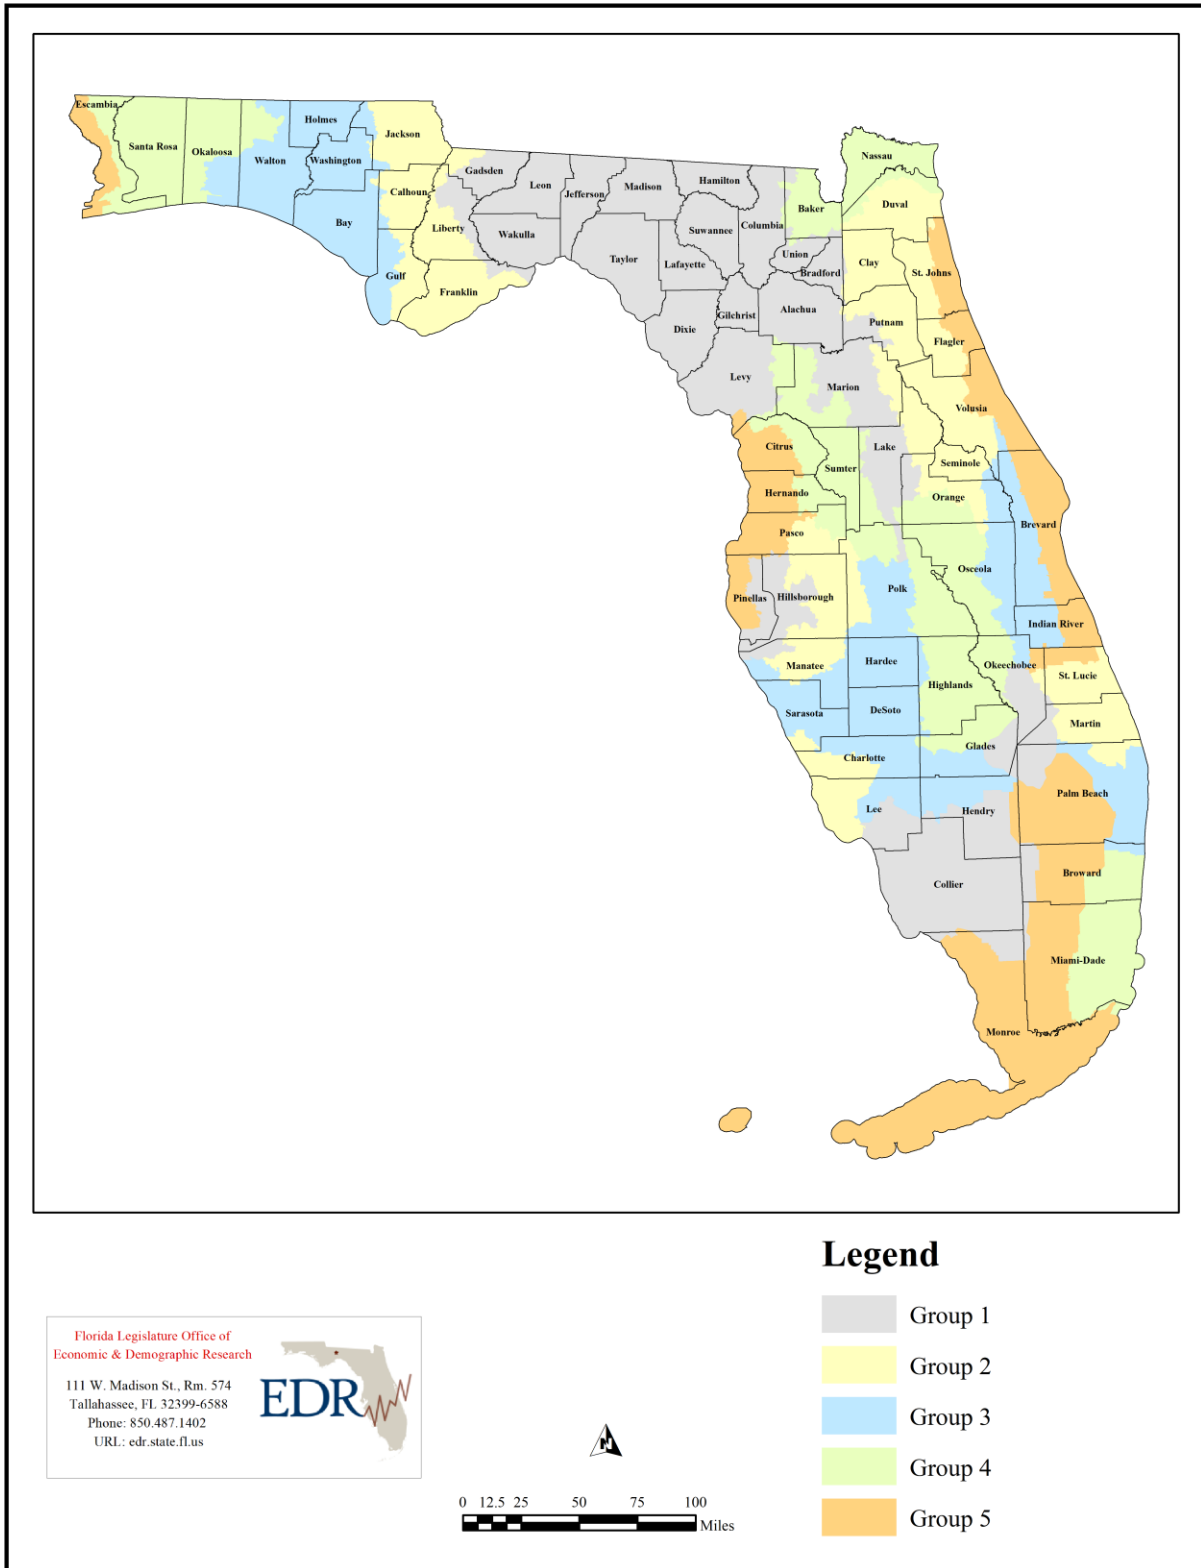 Escambia
Santa Rosa
Okaloosa
Walton
Holmes
Washington
Jackson
Bay
Calhoun
Gulf
Liberty
Gadsden
Franklin
Leon
Wakulla
Jefferson
Madison
Taylor
Hamilton
Suwannee
Lafayette
Columbia
Dixie
Gilchrist
Levy
Baker
Union
Bradford
Alachua
Nassau
Duval
Clay
St. Johns
Putnam
Flagler
Marion
Volusia
Citrus
Sumter
Lake
Seminole
Hernando
Orange
Pasco
Brevard
Osceola
Pinellas
Hillsborough
Polk
Indian River
Manatee
Hardee
Okeechobee
Highlands
St. Lucie
Sarasota
DeSoto
Martin
Charlotte
Glades
Lee
Hendry
Palm Beach
Collier
Broward
Miami-Dade
Monroe
Legend
Group 1
Group 2
Group 3
Group 4
Group 5
Florida Legislature Office of
Economic & Demographic Research
111 W. Madison St., Rm. 574
Tallahassee, FL 32399-6588
Phone: 850.487.1402
URL: edr.state.fl.us
EDR
N
0 12.5 25 50 75 100
Miles